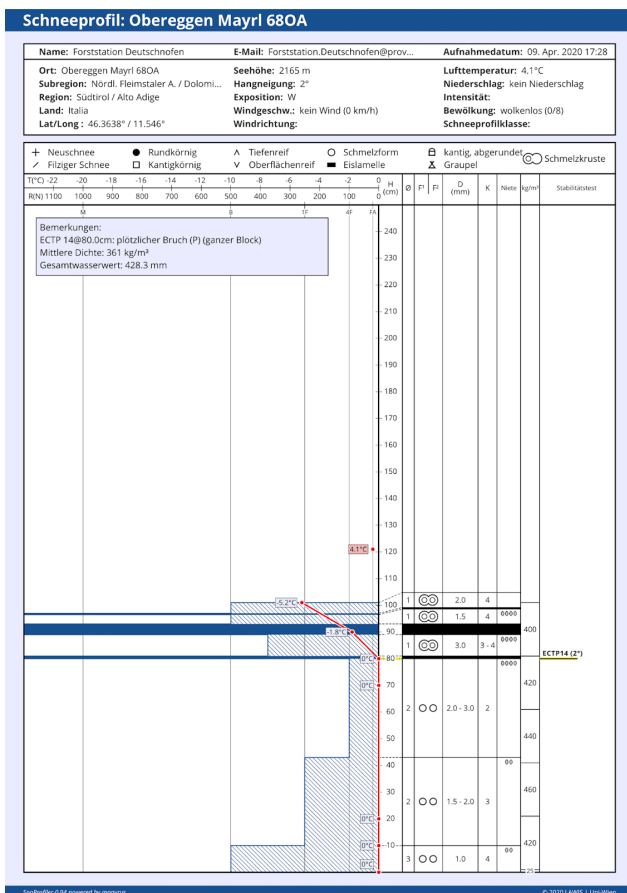 Schneeprofil: Obereggen Mayrl 68OA
Name: Forststation Deutschnofen E-Mail: Forststation.Deutschnofen@prov... Aufnahmedatum: 09. Apr. 2020 17:28
Ort: Obereggen Mayrl 68OA Seehöhe: 2165 m Lufttemperatur: 4.1°C
Subregion: Nördl. Fleimstaler A. / Dolomi... Hangneigung: 2° Niederschlag: kein Niederschlag
Region: Südtirol / Alto Adige Exposition: W Intensität:
Land: Italia Windgeschw.: kein Wind (0 km/h) Bewölkung: wolkenlos (0/8)
Lat/Long : 46.3638° / 11.546° Windrichtung: Schneeprofilklasse:
Neuschnee Rundkörnig Tiefenreif Schmelzform kantig, abgerundet Schmelzkruste
Filziger Schnee Kantigkörnig Oberflächenreif Eislamelle Graupel
T(°C) -22 -20 -18 -16 -14 -12 -10 -8 -6 -4 -2 0 H (cm) Ø F¹ F² D (mm) K Niete kg/m³ Stabilitätstest
R(N) 1100 1000 900 800 700 600 500 400 300 200 100 0
M B 1F 4F FA
Bemerkungen:
ECTP 14@80.0cm: plötzlicher Bruch (P) (ganzer Block)
Mittlere Dichte: 361 kg/m³
Gesamtwasserwert: 428.3 mm
240
230
220
210
200
190
180
170
160
150
140
130
4.1°C 120
110
-5.2°C 100 1 2.0 4
1 1.5 4 0000
-1.8°C 90 400
1 3.0 3 - 4 0000
0°C 80 ECTP14 (2°)
0000
0°C 70 420
60 2 2.0 - 3.0 2
50 440
40 00
30 460
2 1.5 - 2.0 3
0°C 20
0°C 10 420
00
0°C 3 1.0 4
25
SnoProfiler 0.94 powered by © 2020 LAWIS | Uni-Wien